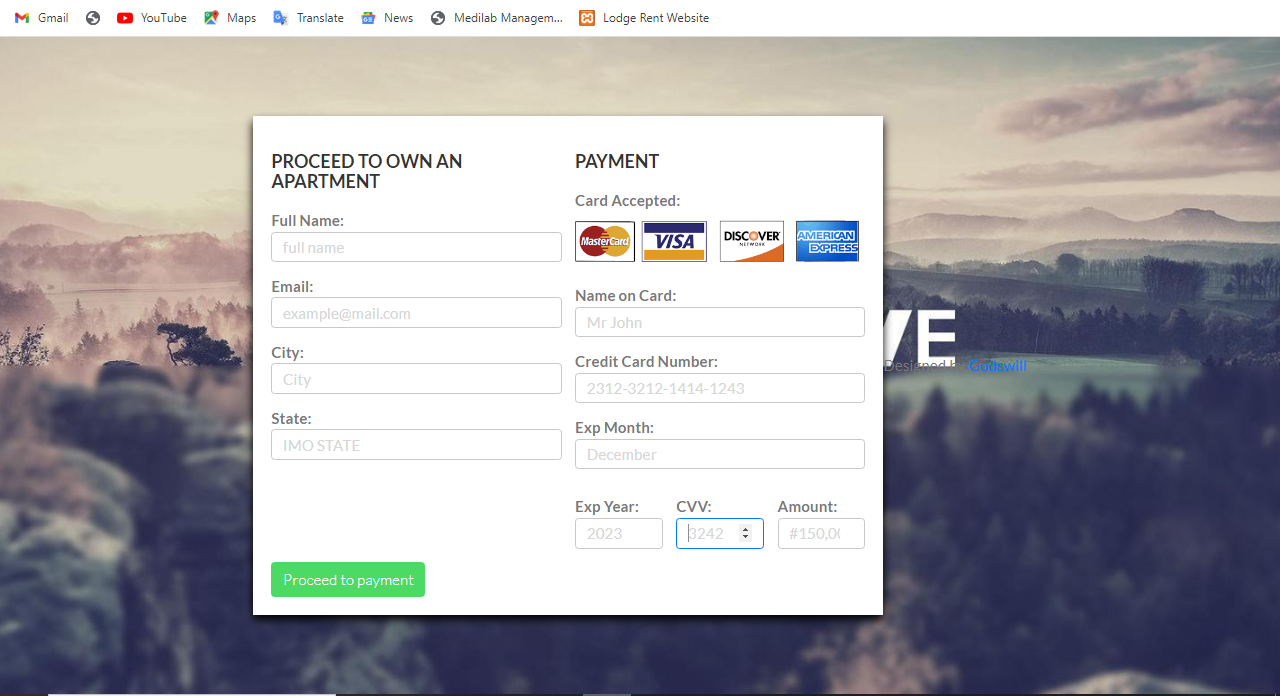 Gmail YouTube Maps Translate News Medilab Managem... Lodge Rent Website
PROCEED TO OWN AN
APARTMENT
Full Name:
full name
Email:
example@mail.com
City:
City
State:
IMO STATE
Proceed to payment
PAYMENT
Card Accepted:
MasterCard VISA DISCOVER NETWORK AMERICAN EXPRESS
Name on Card:
Mr John
Credit Card Number:
2312-3212-1414-1243
Exp Month:
December
Exp Year: CVV: Amount:
2023 3242 #150,00
VE
Designed by Godswill